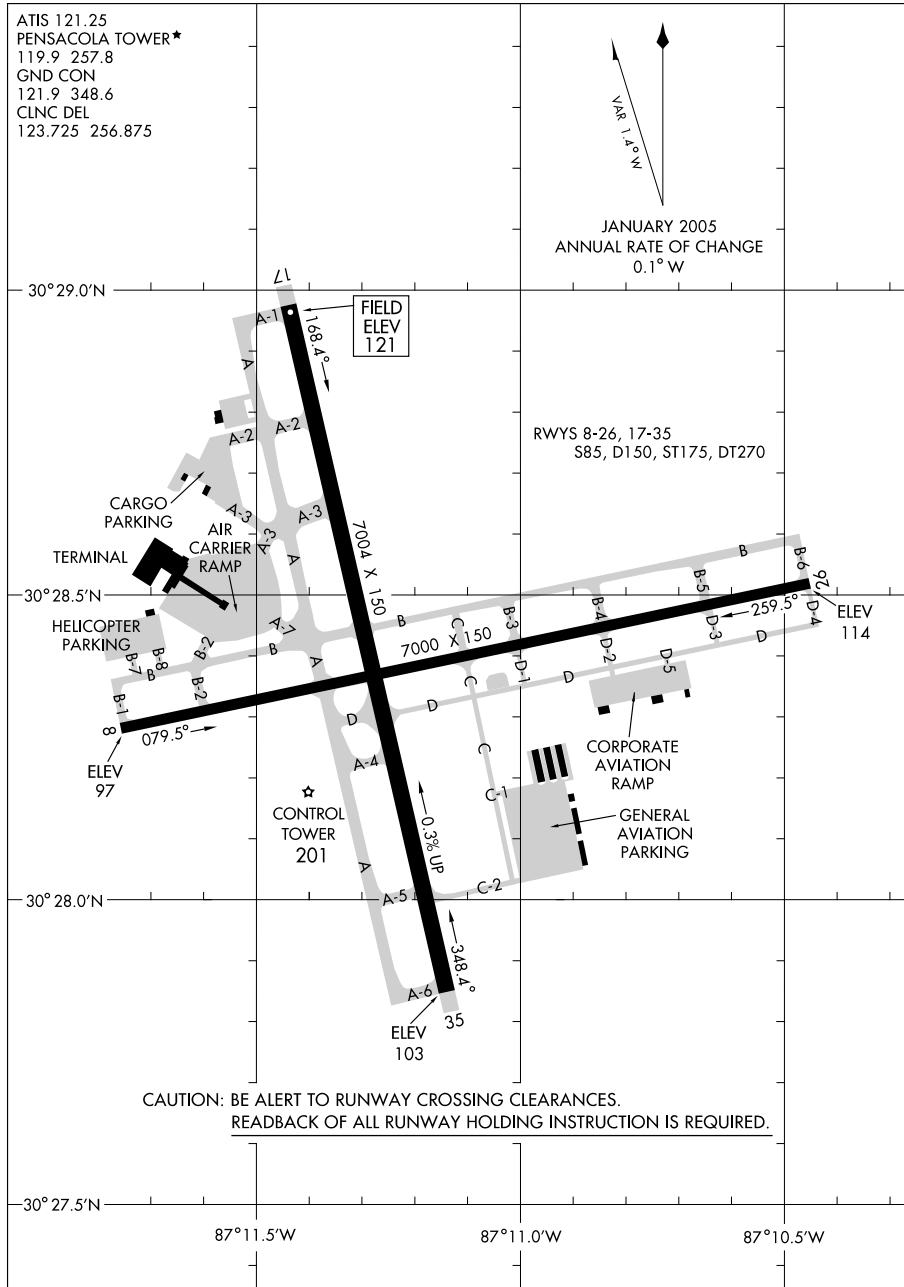 ATIS 121.25
PENSACOLA TOWER★
119.9 257.8
GND CON
121.9 348.6
CLNC DEL
123.725 256.875
VAR 1.4° W
JANUARY 2005
ANNUAL RATE OF CHANGE
0.1° W
30°29.0'N
17
A-1
FIELD
ELEV
121
168.4°
A
A-2
A-2
RWYS 8-26, 17-35
S85, D150, ST175, DT270
CARGO
PARKING
A-3
A-3
A-3
7004 X 150
TERMINAL
AIR
CARRIER
RAMP
A
B
B-6
26
30°28.5'N
B-5
B-4
B-3
C
B
259.5°
D-4
ELEV
114
HELICOPTER
PARKING
A-7
B-2
B
A
7000 X 150
D-3
D
B-7
B-8
B
D-2
D-1
D-5
D
C
B-1
B-2
8
079.5°
D
D
ELEV
97
A-4
C
CORPORATE
AVIATION
RAMP
CONTROL
TOWER
201
C-1
0.3% UP
GENERAL
AVIATION
PARKING
A
C-2
A-5
30°28.0'N
348.4°
A-6
35
ELEV
103
CAUTION: BE ALERT TO RUNWAY CROSSING CLEARANCES.
READBACK OF ALL RUNWAY HOLDING INSTRUCTION IS REQUIRED.
30°27.5'N
87°11.5'W
87°11.0'W
87°10.5'W